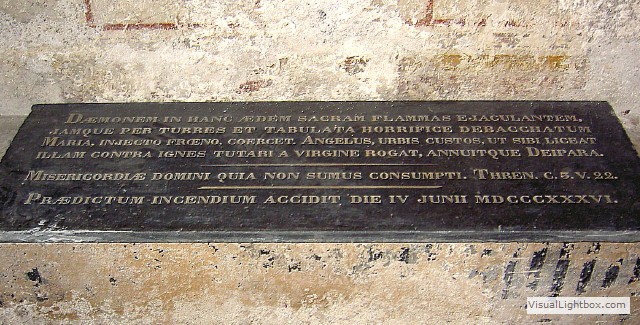 DÆMONEM IN HANC ÆDEM SACRAM FLAMMAS EJACULANTEM,
JAMQUE PER TURRES ET TABULATA HORRIFICE DEBACCHATUM
MARIA, INJECTO FRŒNO, COERCET. ANGELUS, URBIS CUSTOS, UT SIBI LICEAT
ILLAM CONTRA IGNES TUTARI A VIRGINE ROGAT, ANNUITQUE DEIPARA.
MISERICORDIÆ DOMINI QUIA NON SUMUS CONSUMPTI. THREN. C. 3. V. 22.
PRÆDICTUM INCENDIUM ACCIDIT, DIE IV JUNII MDCCCXXXVI.
VisualLightbox.com